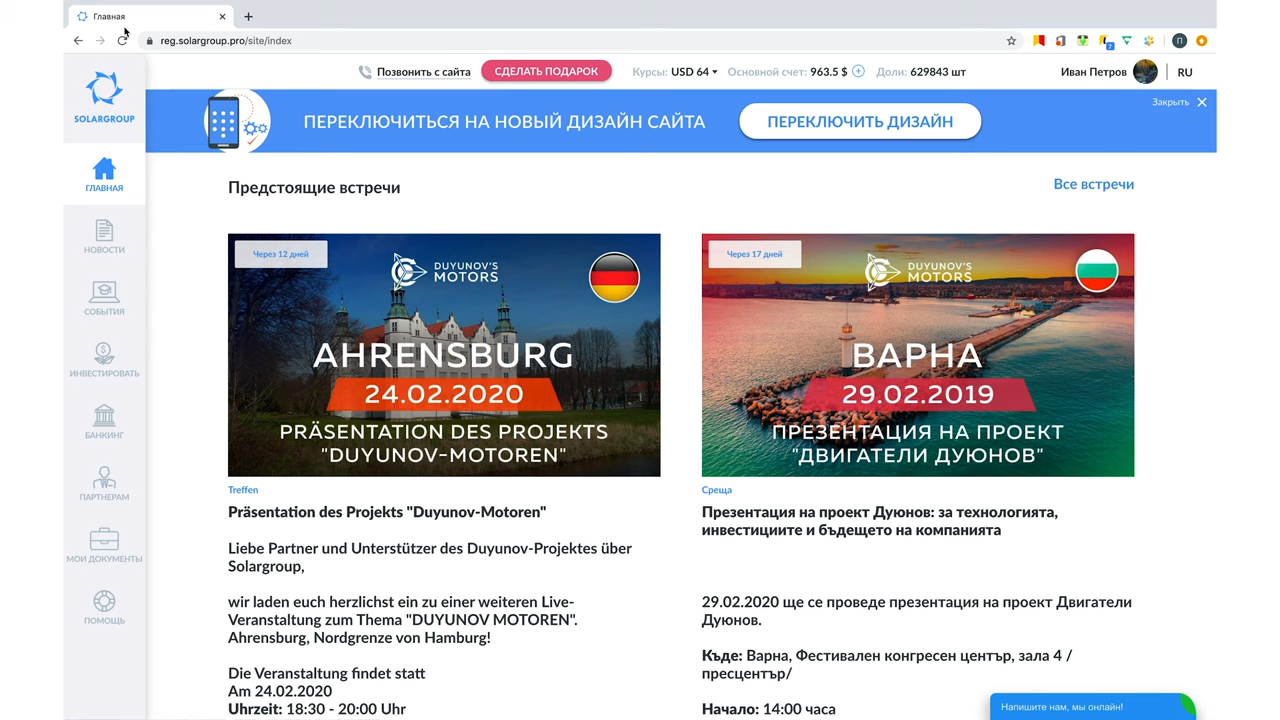 Главная
reg.solargroup.pro/site/index
7
П
SOLARGROUP
Позвонить с сайта
СДЕЛАТЬ ПОДАРОК
Курсы: USD 64
Основной счет: 963.5 $
Доли: 629843 шт
Иван Петров
RU
ПЕРЕКЛЮЧИТЬСЯ НА НОВЫЙ ДИЗАЙН САЙТА
ПЕРЕКЛЮЧИТЬ ДИЗАЙН
Закрыть
ГЛАВНАЯ
НОВОСТИ
СОБЫТИЯ
ИНВЕСТИРОВАТЬ
БАНКИНГ
ПАРТНЕРАМ
МОИ ДОКУМЕНТЫ
ПОМОЩЬ
Предстоящие встречи
Все встречи
Через 12 дней
DUYUNOV'S
MOTORS
AHRENSBURG
24.02.2020
PRÄSENTATION DES PROJEKTS
"DUYUNOV-MOTOREN"
Treffen
Präsentation des Projekts "Duyunov-Motoren"
Liebe Partner und Unterstützer des Duyunov-Projektes über
Solargroup,
wir laden euch herzlichst ein zu einer weiteren Live-
Veranstaltung zum Thema "DUYUNOV MOTOREN".
Ahrensburg, Nordgrenze von Hamburg!
Die Veranstaltung findet statt
Am 24.02.2020
Uhrzeit: 18:30 - 20:00 Uhr
Через 17 дней
DUYUNOV'S
MOTORS
ВАРНА
29.02.2019
ПРЕЗЕНТАЦИЯ НА ПРОЕКТ
"ДВИГАТЕЛИ ДУЮНОВ"
Среща
Презентация на проект Дуюнов: за технологията,
инвестициите и бъдещето на компанията
29.02.2020 ще се проведе презентация на проект Двигатели
Дуюнов.
Къде: Варна, Фестивален конгресен център, зала 4 /
пресцентър/
Начало: 14:00 часа
Напишите нам, мы онлайн!